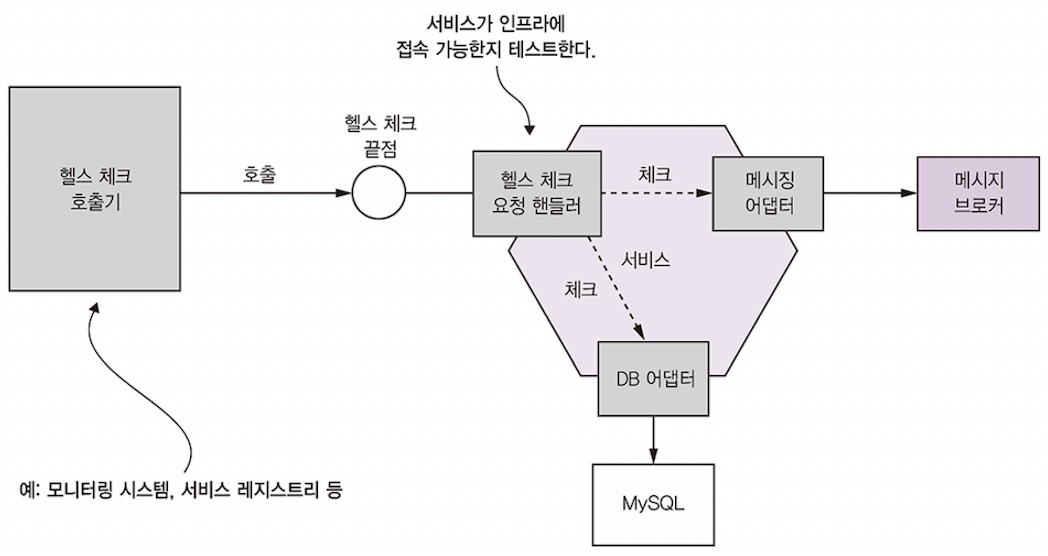 서비스가 인프라에
접속 가능한지 테스트한다.
헬스 체크
호출기
호출
헬스 체크
끝점
헬스 체크
요청 핸들러
체크
메시징
어댑터
메시지
브로커
서비스
체크
DB 어댑터
MySQL
예: 모니터링 시스템, 서비스 레지스트리 등